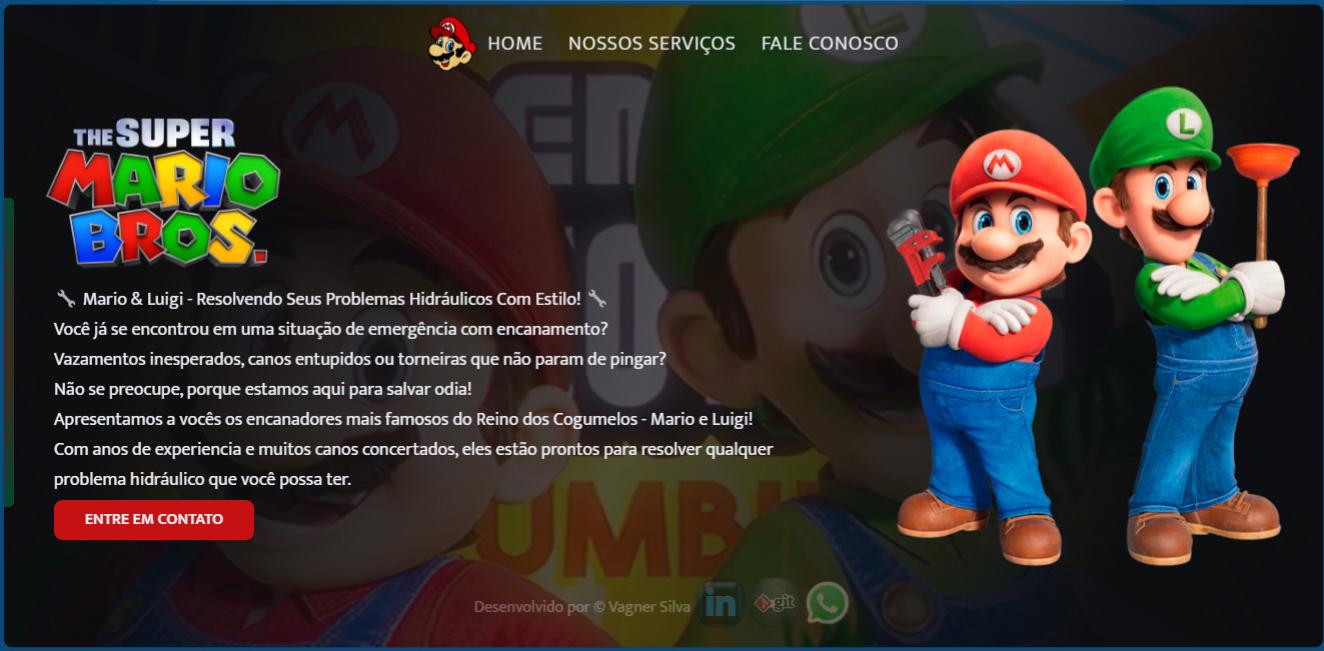 HOME NOSSOS SERVIÇOS FALE CONOSCO
THE SUPER
MARIO
BROS.
🔧 Mario & Luigi - Resolvendo Seus Problemas Hidráulicos Com Estilo! 🔧
Você já se encontrou em uma situação de emergência com encanamento?
Vazamentos inesperados, canos entupidos ou torneiras que não param de pingar?
Não se preocupe, porque estamos aqui para salvar odia!
Apresentamos a vocês os encanadores mais famosos do Reino dos Cogumelos - Mario e Luigi!
Com anos de experiencia e muitos canos concertados, eles estão prontos para resolver qualquer
problema hidráulico que você possa ter.
ENTRE EM CONTATO
UMBI
Desenvolvido por © Vagner Silva in git
M
L